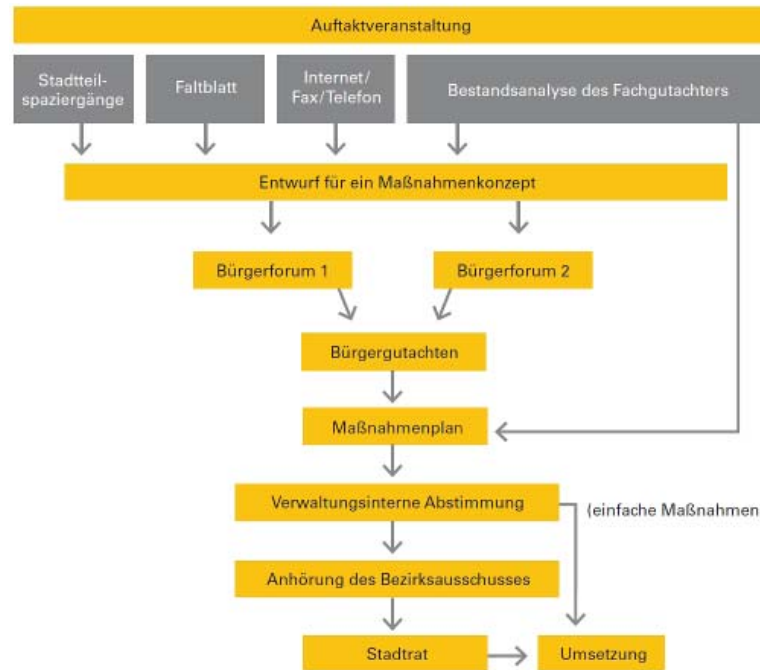 Auftaktveranstaltung
Stadtteil-
spaziergänge
Faltblatt
Internet/
Fax/Telefon
Bestandsanalyse des Fachgutachters
Entwurf für ein Maßnahmenkonzept
Bürgerforum 1
Bürgerforum 2
Bürgergutachten
Maßnahmenplan
Verwaltungsinterne Abstimmung
(einfache Maßnahmen
Anhörung des Bezirksausschusses
Stadtrat
Umsetzung